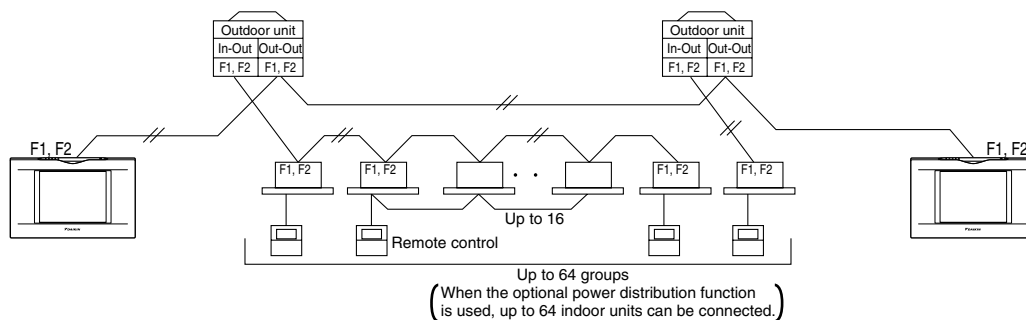 Outdoor unit
In-Out Out-Out
F1, F2 F1, F2
Outdoor unit
In-Out Out-Out
F1, F2 F1, F2
F1, F2
F1, F2
F1, F2
F1, F2
F1, F2
F1, F2
DAIKIN
DAIKIN
Up to 16
Remote control
Up to 64 groups
(When the optional power distribution function
is used, up to 64 indoor units can be connected.)